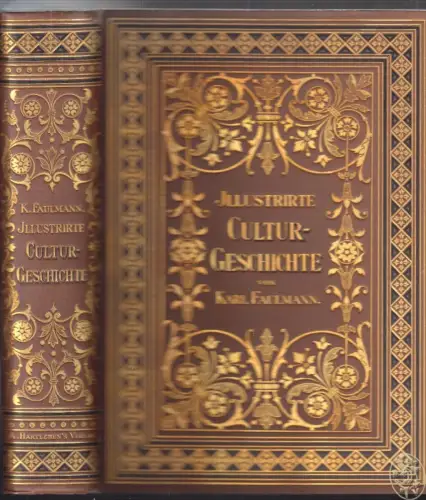 K. FAULMANN.
JLLUSTRIRTE
CULTUR-
GESCHICHTE
A. HARTLEBEN'S VERLAG
JLLUSTRIRTE
CULTUR-
GESCHICHTE
VON
KARL FAULMANN.